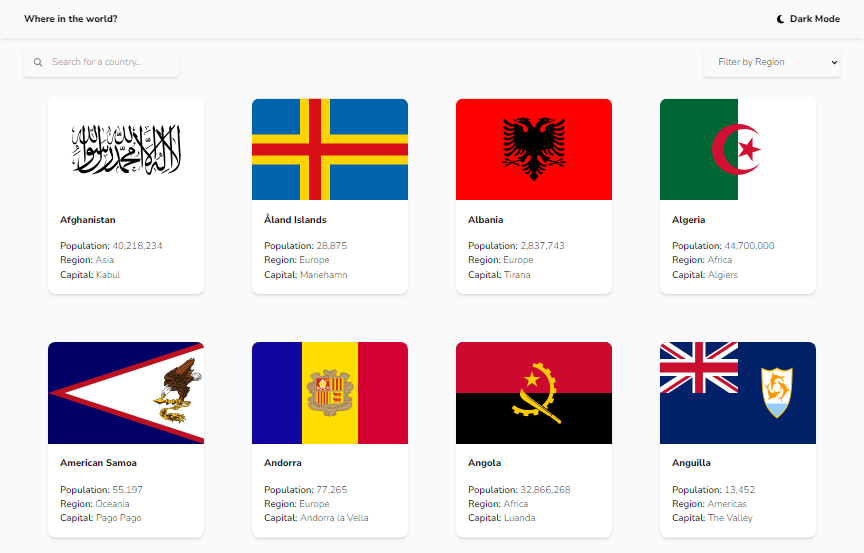 Where in the world?
Dark Mode
Search for a country..
Filter by Region
لا إله إلا الله محمد رسول الله
Afghanistan
Population: 40,218,234
Region: Asia
Capital: Kabul
Åland Islands
Population: 28,875
Region: Europe
Capital: Mariehamn
Albania
Population: 2,837,743
Region: Europe
Capital: Tirana
Algeria
Population: 44,700,000
Region: Africa
Capital: Algiers
American Samoa
Population: 55,197
Region: Oceania
Capital: Pago Pago
Andorra
Population: 77,265
Region: Europe
Capital: Andorra la Vella
Angola
Population: 32,866,268
Region: Africa
Capital: Luanda
Anguilla
Population: 13,452
Region: Americas
Capital: The Valley